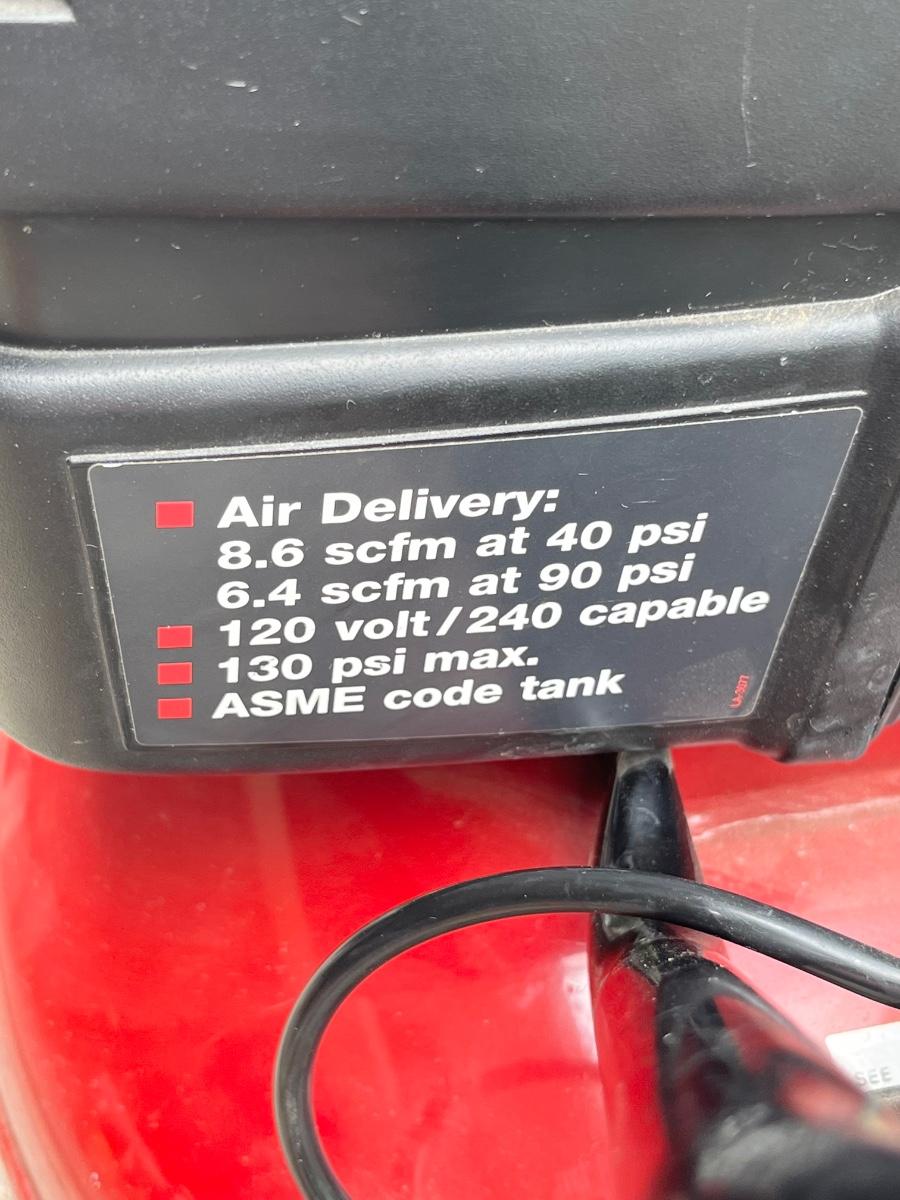 Air Delivery:
8.6 scfm at 40 psi
6.4 scfm at 90 psi
120 volt/240 capable
130 psi max.
ASME code tank
SEE